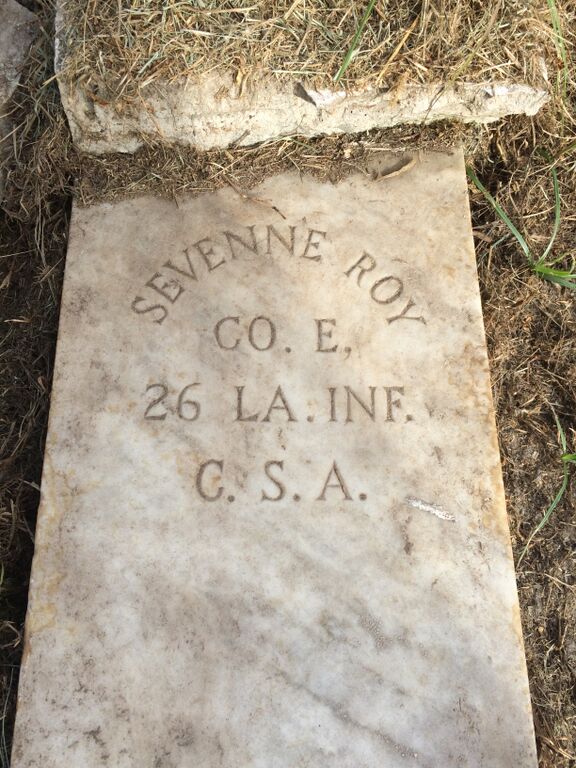 SEVENNE ROY
CO. E,
26 LA. INF.
C. S. A.